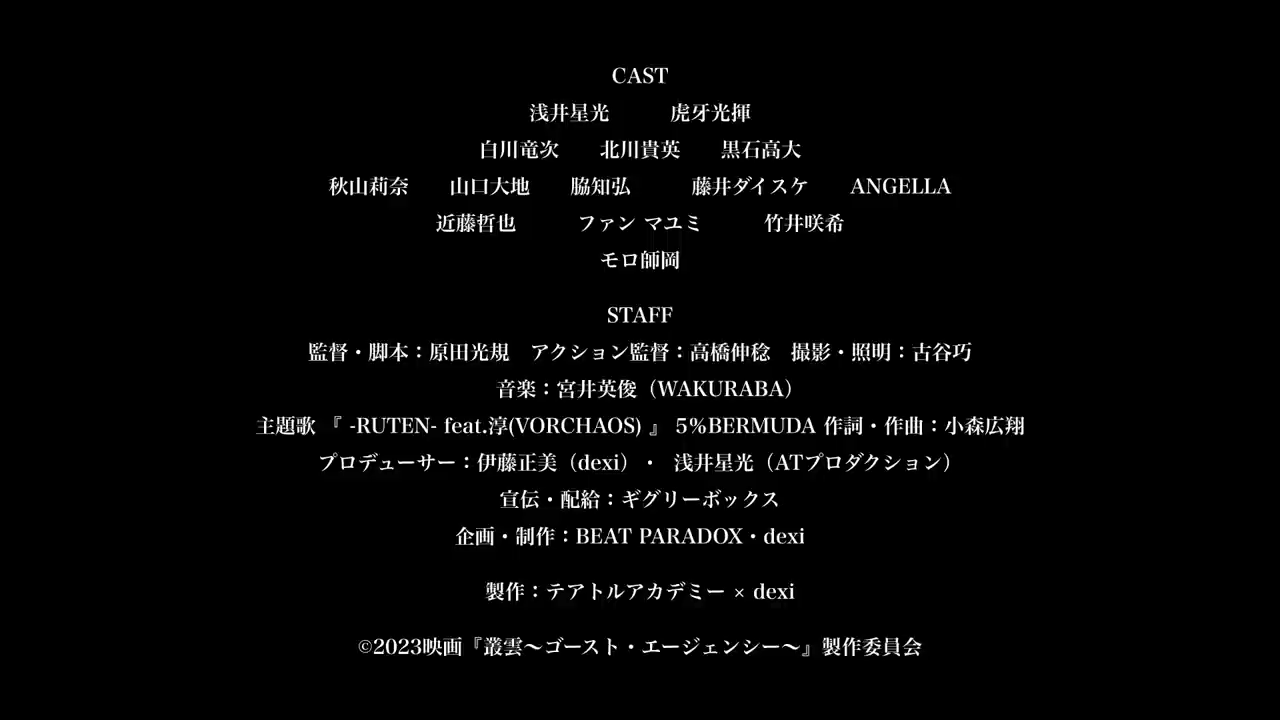 CAST
浅井星光 虎牙光揮
白川竜次 北川貴英 黒石高大
秋山莉奈 山口大地 脇知弘 藤井ダイスケ ANGELLA
近藤哲也 ファン マユミ 竹井咲希
モロ師岡
STAFF
監督・脚本：原田光規 アクション監督：高橋伸稔 撮影・照明：古谷巧
音楽：宮井英俊（WAKURABA）
主題歌 『 -RUTEN- feat.淳(VORCHAOS) 』 5%BERMUDA 作詞・作曲：小森広翔
プロデューサー：伊藤正美（dexi）・ 浅井星光（ATプロダクション）
宣伝・配給：ギグリーボックス
企画・制作：BEAT PARADOX・dexi
製作：テアトルアカデミー × dexi
©2023映画『叢雲〜ゴースト・エージェンシー〜』製作委員会